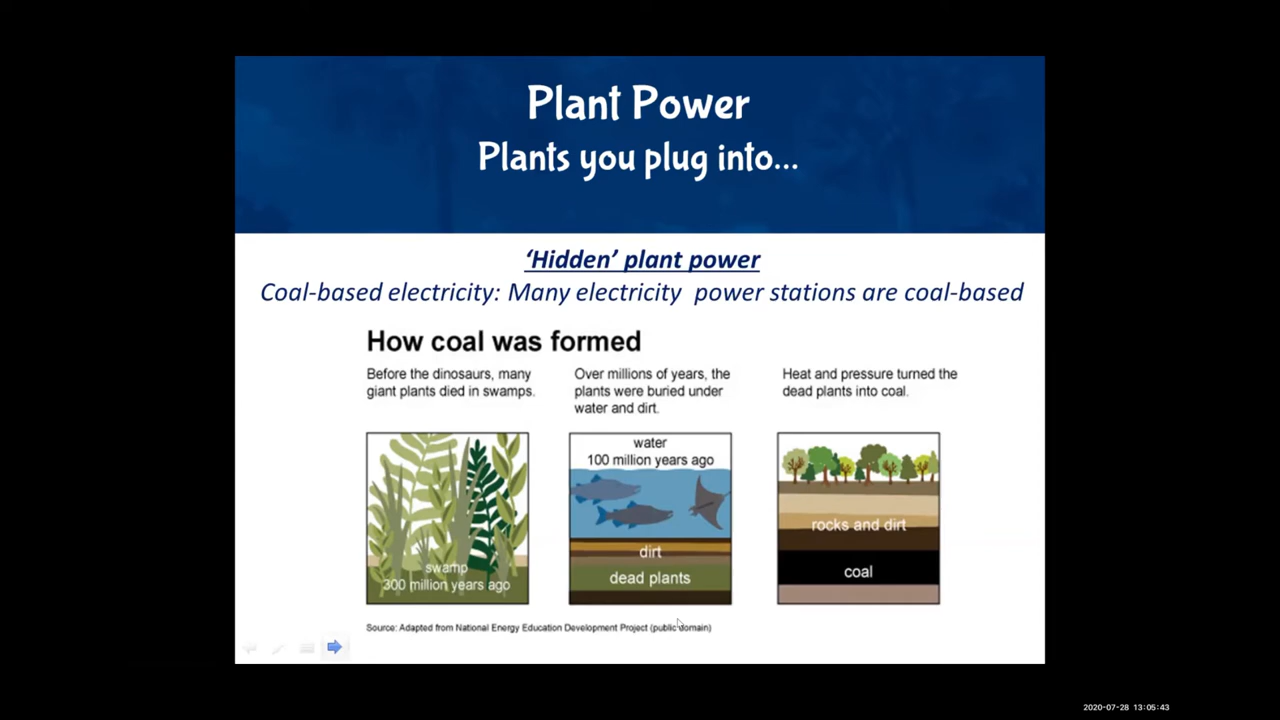 Plant Power
Plants you plug into...
‘Hidden’ plant power
Coal-based electricity: Many electricity power stations are coal-based
How coal was formed
Before the dinosaurs, many
giant plants died in swamps.
Over millions of years, the
plants were buried under
water and dirt.
Heat and pressure turned the
dead plants into coal.
swamp
300 million years ago
water
100 million years ago
dirt
dead plants
rocks and dirt
coal
Source: Adapted from National Energy Education Development Project (public domain)
2020-07-28 13:05:43